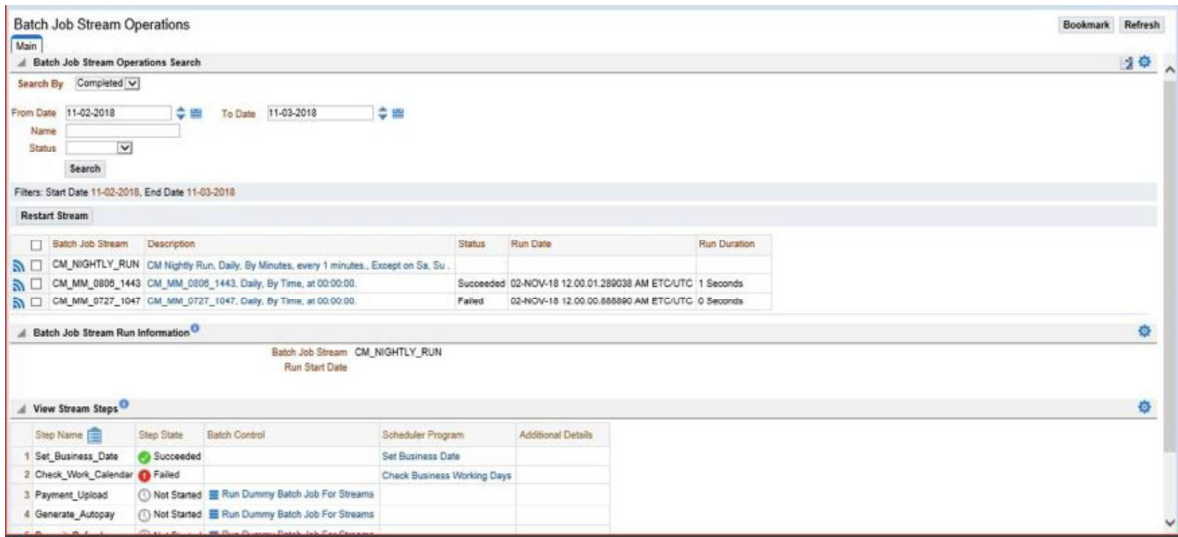 Batch Job Stream Operations
Bookmark Refresh
Main
Batch Job Stream Operations Search
Search By Completed
From Date 11-02-2018 To Date 11-03-2018
Name
Status
Search
Filters: Start Date 11-02-2018, End Date 11-03-2018
Restart Stream
Batch Job Stream Description Status Run Date Run Duration
CM_NIGHTLY_RUN CM Nightly Run, Daily, By Minutes, every 1 minutes., Except on Sa, Su .
CM_MM_0806_1443 CM_MM_0806_1443, Daily, By Time, at 00:00:00. Succeeded 02-NOV-18 12.00.01.289038 AM ETC/UTC 1 Seconds
CM_MM_0727_1047 CM_MM_0727_1047, Daily, By Time, at 00:00:00. Failed 02-NOV-18 12.00.00.888890 AM ETC/UTC 0 Seconds
Batch Job Stream Run Information
Batch Job Stream CM_NIGHTLY_RUN
Run Start Date
View Stream Steps
Step Name Step State Batch Control Scheduler Program Additional Details
1 Set_Business_Date Succeeded Set Business Date
2 Check_Work_Calendar Failed Check Business Working Days
3 Payment_Upload Not Started Run Dummy Batch Job For Streams
4 Generate_Autopay Not Started Run Dummy Batch Job For Streams